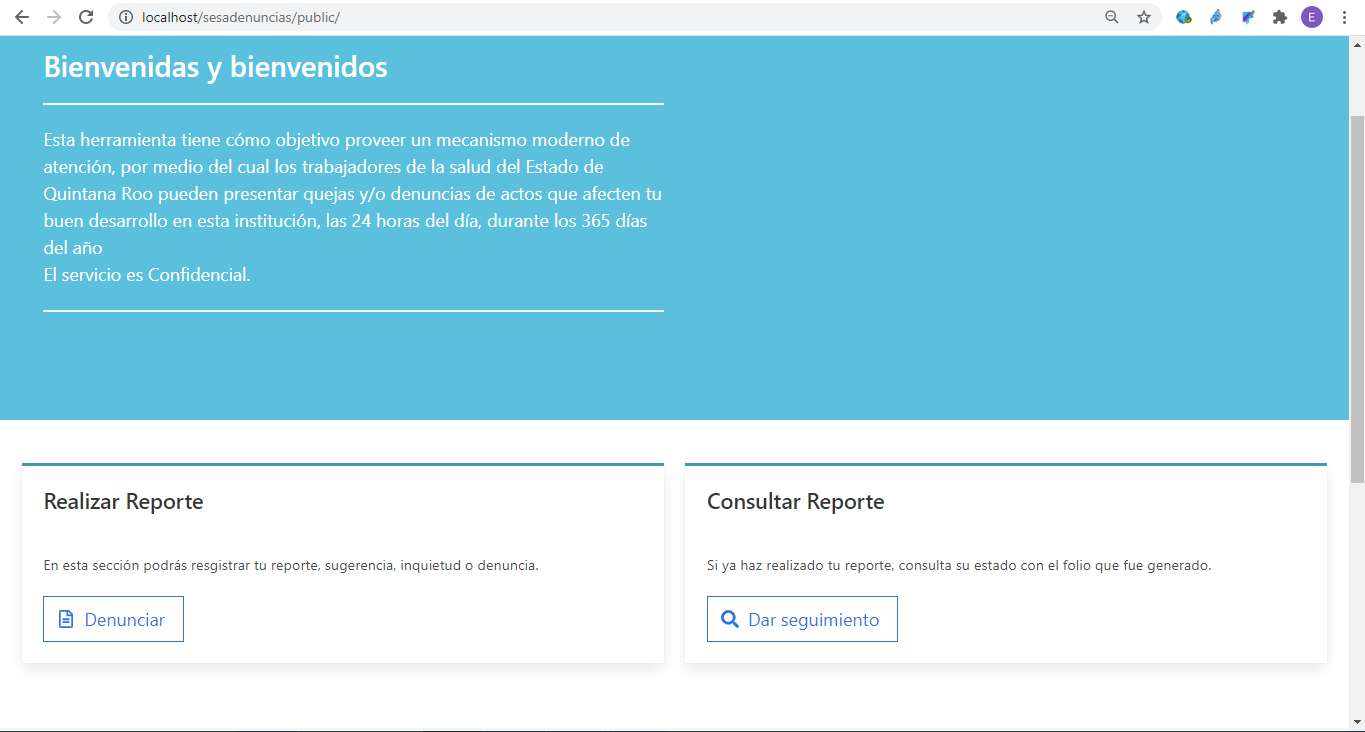 localhost/sesadenuncias/public/
E
Bienvenidas y bienvenidos
Esta herramienta tiene cómo objetivo proveer un mecanismo moderno de
atención, por medio del cual los trabajadores de la salud del Estado de
Quintana Roo pueden presentar quejas y/o denuncias de actos que afecten tu
buen desarrollo en esta institución, las 24 horas del día, durante los 365 días
del año
El servicio es Confidencial.
Realizar Reporte
En esta sección podrás resgistrar tu reporte, sugerencia, inquietud o denuncia.
Denunciar
Consultar Reporte
Si ya haz realizado tu reporte, consulta su estado con el folio que fue generado.
Dar seguimiento